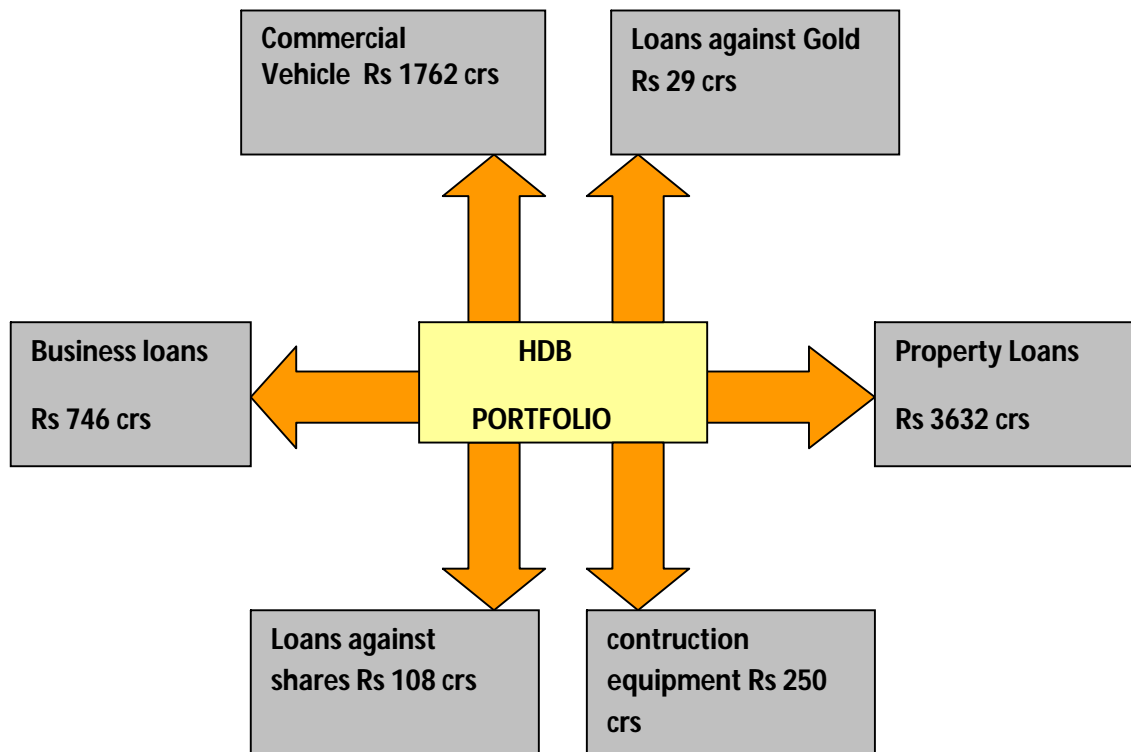 Commercial
Vehicle Rs 1762 crs
Loans against Gold
Rs 29 crs
Business loans
Rs 746 crs
HDB
PORTFOLIO
Property Loans
Rs 3632 crs
Loans against
shares Rs 108 crs
contruction
equipment Rs 250
crs